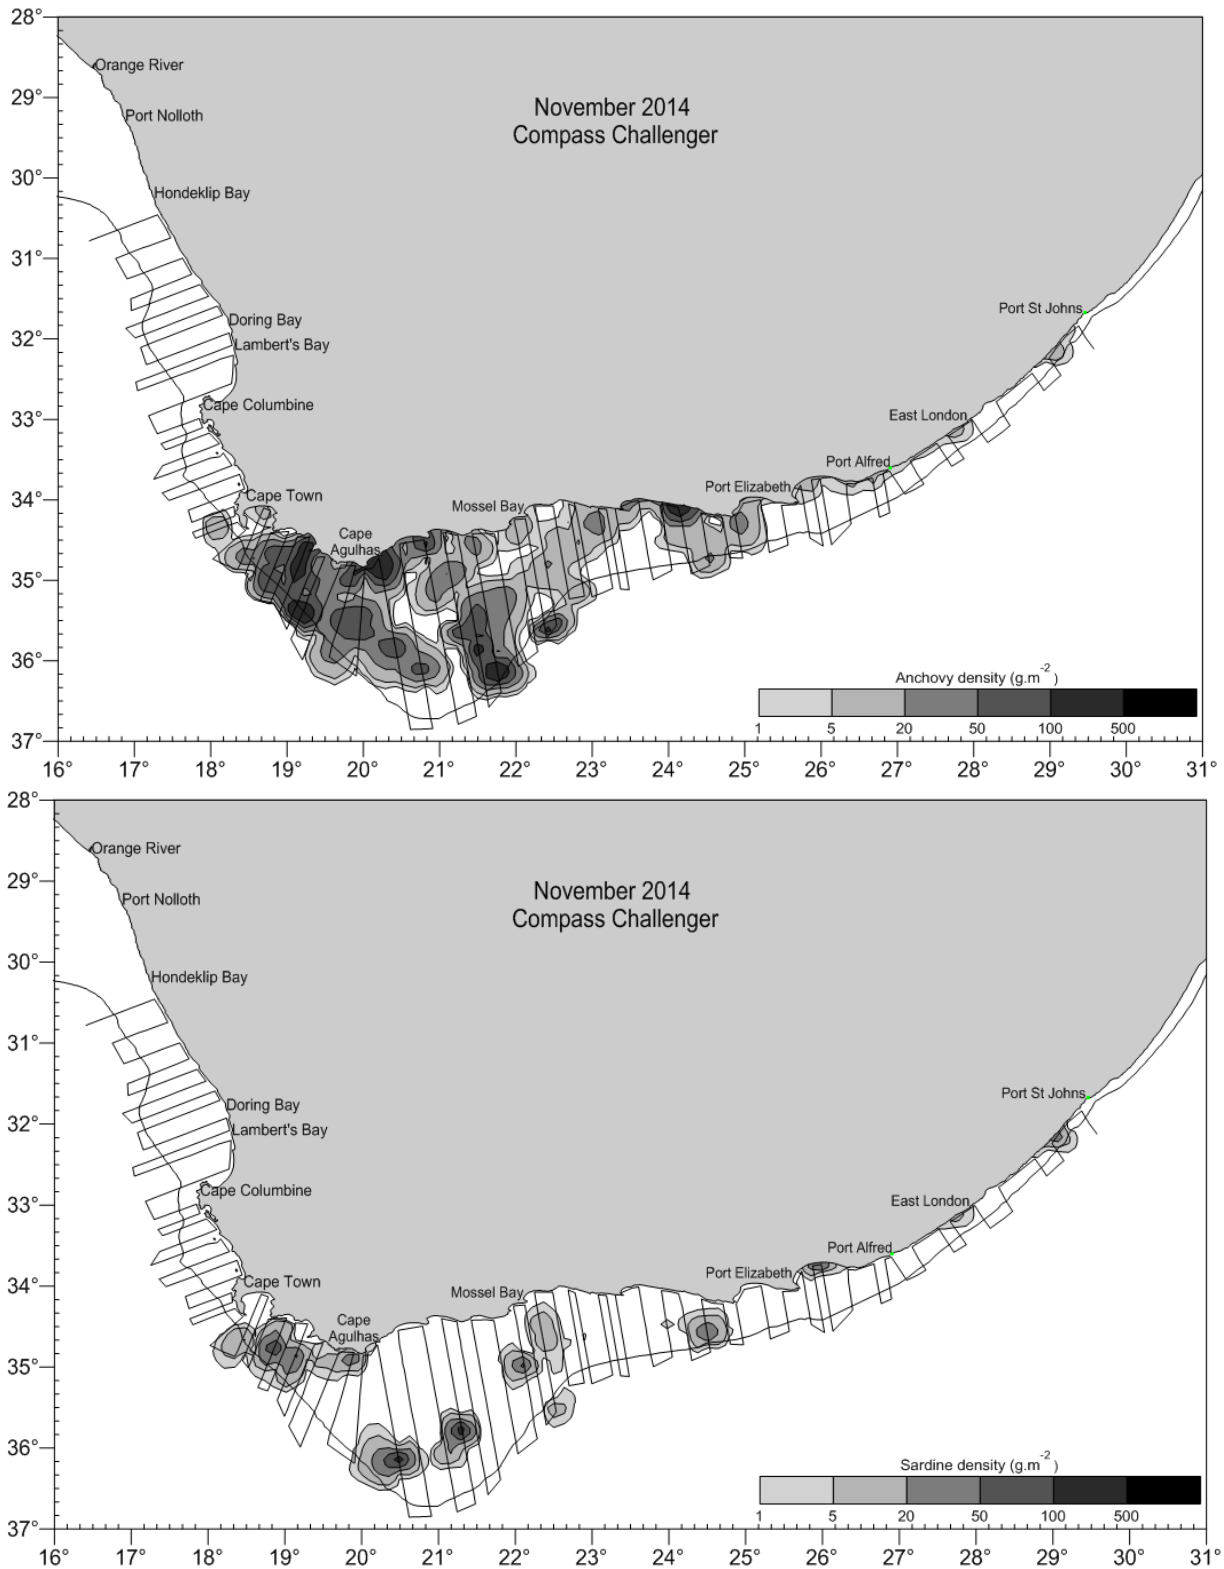 28°
Orange River
29°
November 2014
Port Nolloth
Compass Challenger
30°
Hondeklip Bay
31°
Port St Johns
Doring Bay
32°
Lambert's Bay
33°
Cape Columbine
East London
Port Alfred
34°
Cape Town
Mossel Bay
Port Elizabeth
Cape
Agulhas
35°
36°
Anchovy density (g.m-2)
1 5 20 50 100 500
37°
16° 17° 18° 19° 20° 21° 22° 23° 24° 25° 26° 27° 28° 29° 30° 31°
28°
Orange River
29°
November 2014
Port Nolloth
Compass Challenger
30°
Hondeklip Bay
31°
Port St Johns
Doring Bay
32°
Lambert's Bay
33°
Cape Columbine
East London
Port Alfred
34°
Cape Town
Mossel Bay
Port Elizabeth
Cape
Agulhas
35°
36°
Sardine density (g.m-2)
1 5 20 50 100 500
37°
16° 17° 18° 19° 20° 21° 22° 23° 24° 25° 26° 27° 28° 29° 30° 31°